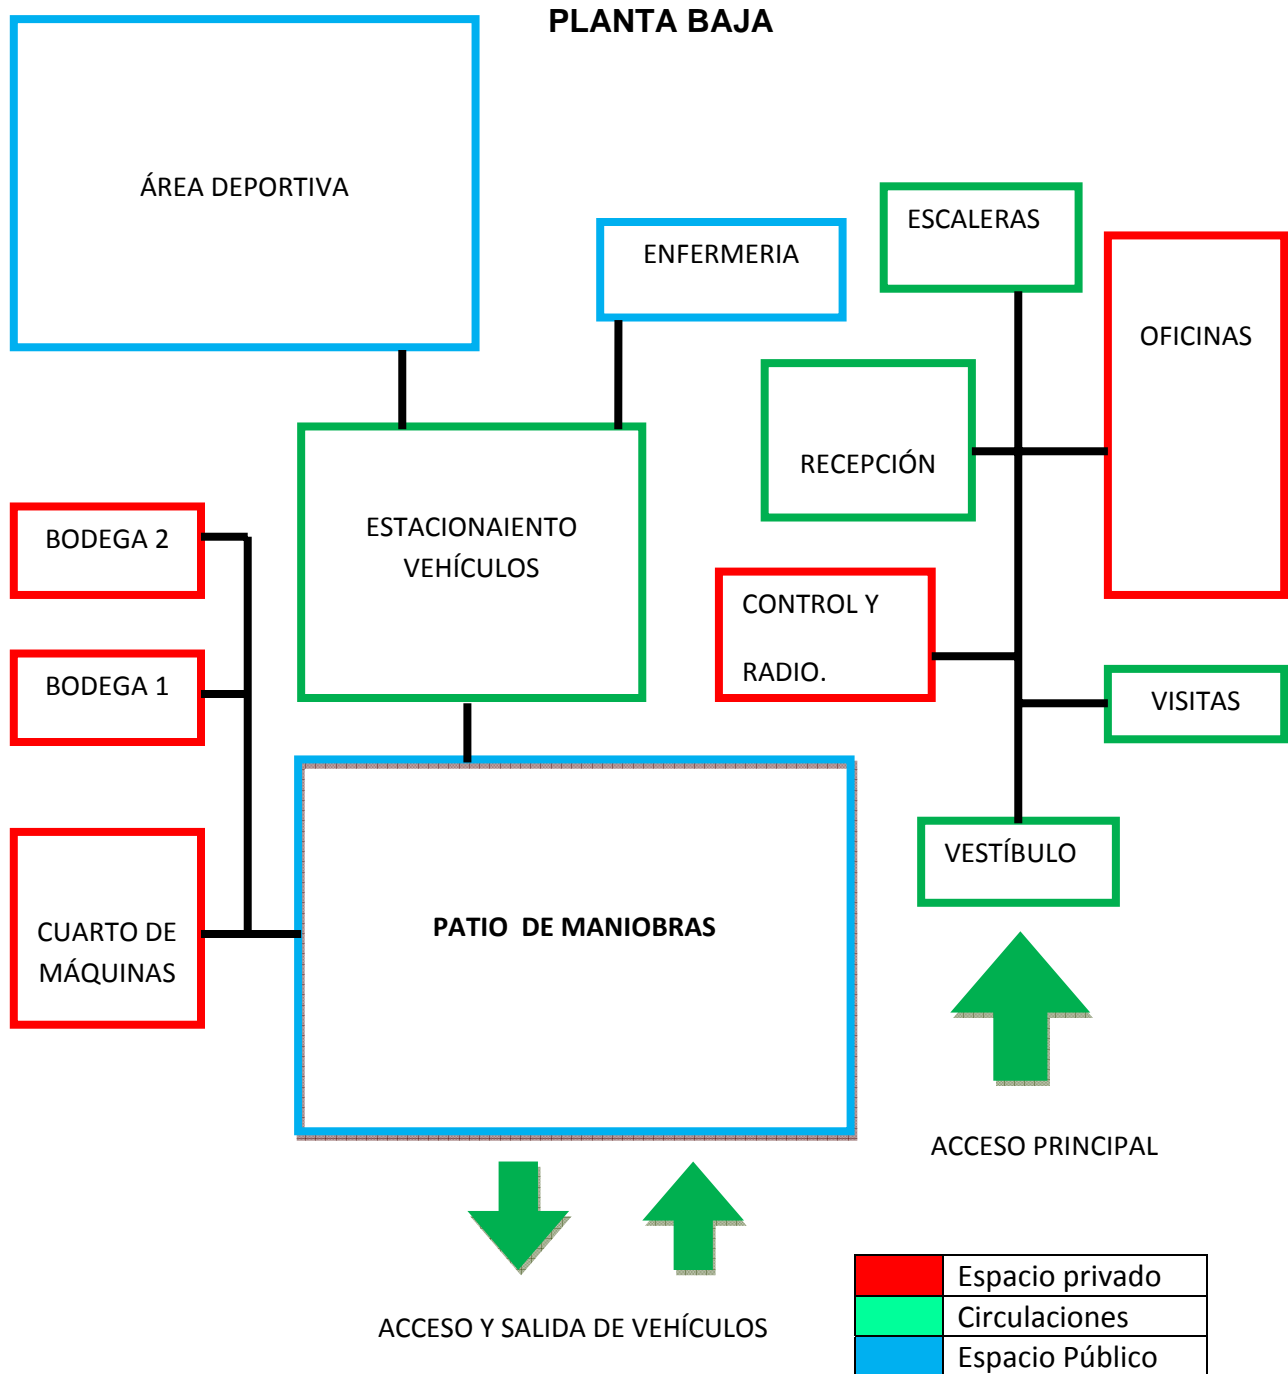 PLANTA BAJA
ÁREA DEPORTIVA
ESCALERAS
ENFERMERIA
OFICINAS
RECEPCIÓN
ESTACIONAIENTO
VEHÍCULOS
BODEGA 2
CONTROL Y
RADIO.
BODEGA 1
VISITAS
VESTÍBULO
PATIO DE MANIOBRAS
CUARTO DE
MÁQUINAS
ACCESO PRINCIPAL
ACCESO Y SALIDA DE VEHÍCULOS
Espacio privado
Circulaciones
Espacio Público